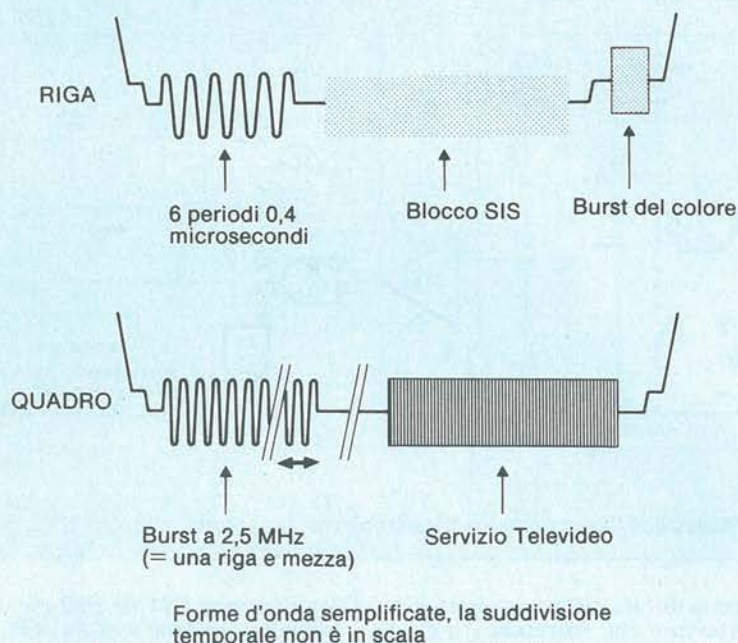 RIGA
6 periodi 0,4
microsecondi
Blocco SIS
Burst del colore
QUADRO
Burst a 2,5 MHz
(= una riga e mezza)
Servizio Televideo
Forme d'oda semplificate, la suddivisione
temporale non è in scala